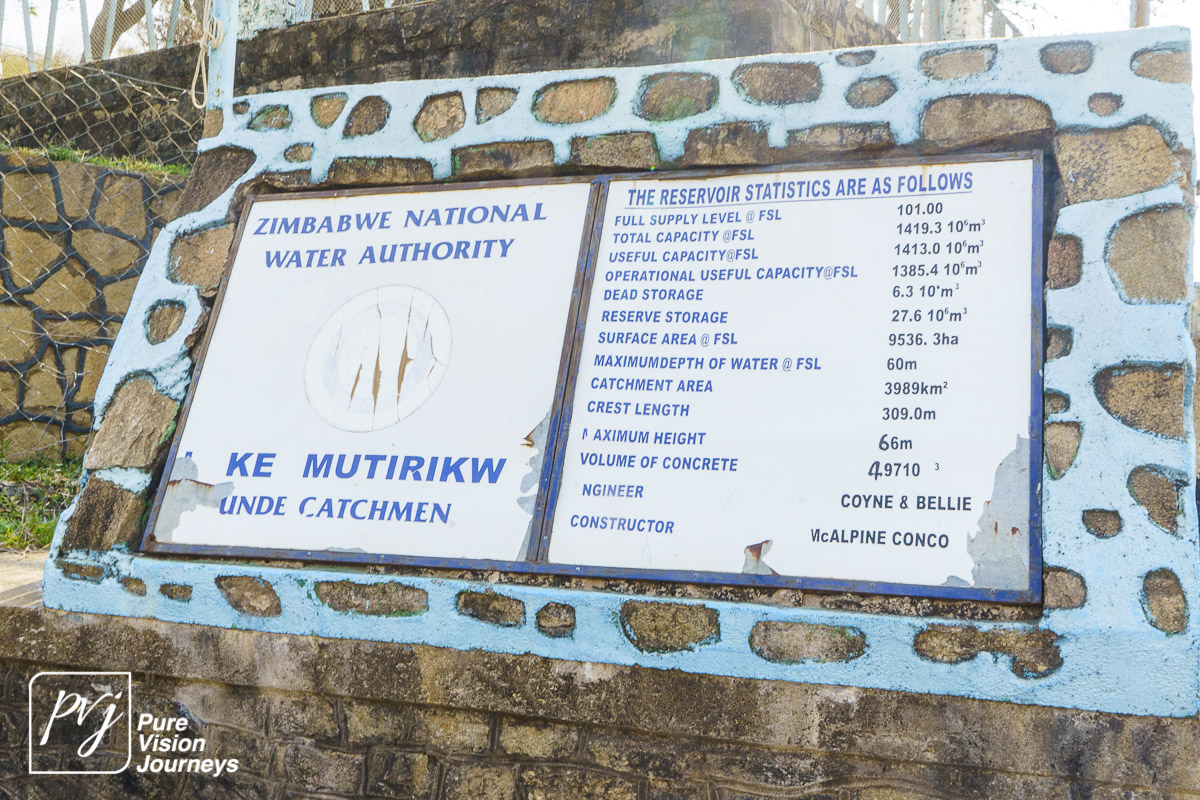 ZIMBABWE NATIONAL
WATER AUTHORITY
KE MUTIRIKW
UNDE CATCHMEN
THE RESERVOIR STATISTICS ARE AS FOLLOWS
FULL SUPPLY LEVEL @ FSL 101.00
TOTAL CAPACITY @FSL 1419.3 10⁶m³
USEFUL CAPACITY@FSL 1413.0 10⁶m³
OPERATIONAL USEFUL CAPACITY@FSL 1385.4 10⁶m³
DEAD STORAGE 6.3 10⁶m³
RESERVE STORAGE 27.6 10⁶m³
SURFACE AREA @ FSL 9536. 3ha
MAXIMUMDEPTH OF WATER @ FSL 60m
CATCHMENT AREA 3989km²
CREST LENGTH 309.0m
AXIMUM HEIGHT 66m
VOLUME OF CONCRETE 49710 ³
NGINEER COYNE & BELLIE
CONSTRUCTOR McALPINE CONCO
prj Pure
Vision
Journeys